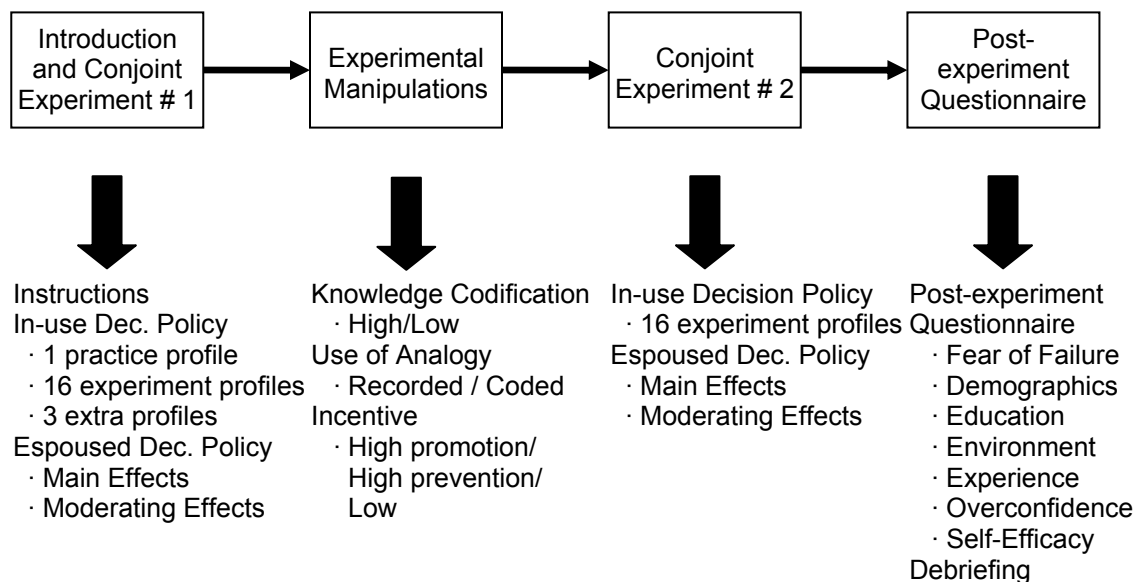 Introduction
and Conjoint
Experiment # 1
Experimental
Manipulations
Conjoint
Experiment # 2
Post-
experiment
Questionnaire
Instructions
In-use Dec. Policy
· 1 practice profile
· 16 experiment profiles
· 3 extra profiles
Espoused Dec. Policy
· Main Effects
· Moderating Effects
Knowledge Codification
· High/Low
Use of Analogy
· Recorded / Coded
Incentive
· High promotion/
High prevention/
Low
In-use Decision Policy
· 16 experiment profiles
Espoused Dec. Policy
· Main Effects
· Moderating Effects
Post-experiment
Questionnaire
· Fear of Failure
· Demographics
· Education
· Environment
· Experience
· Overconfidence
· Self-Efficacy
Debriefing